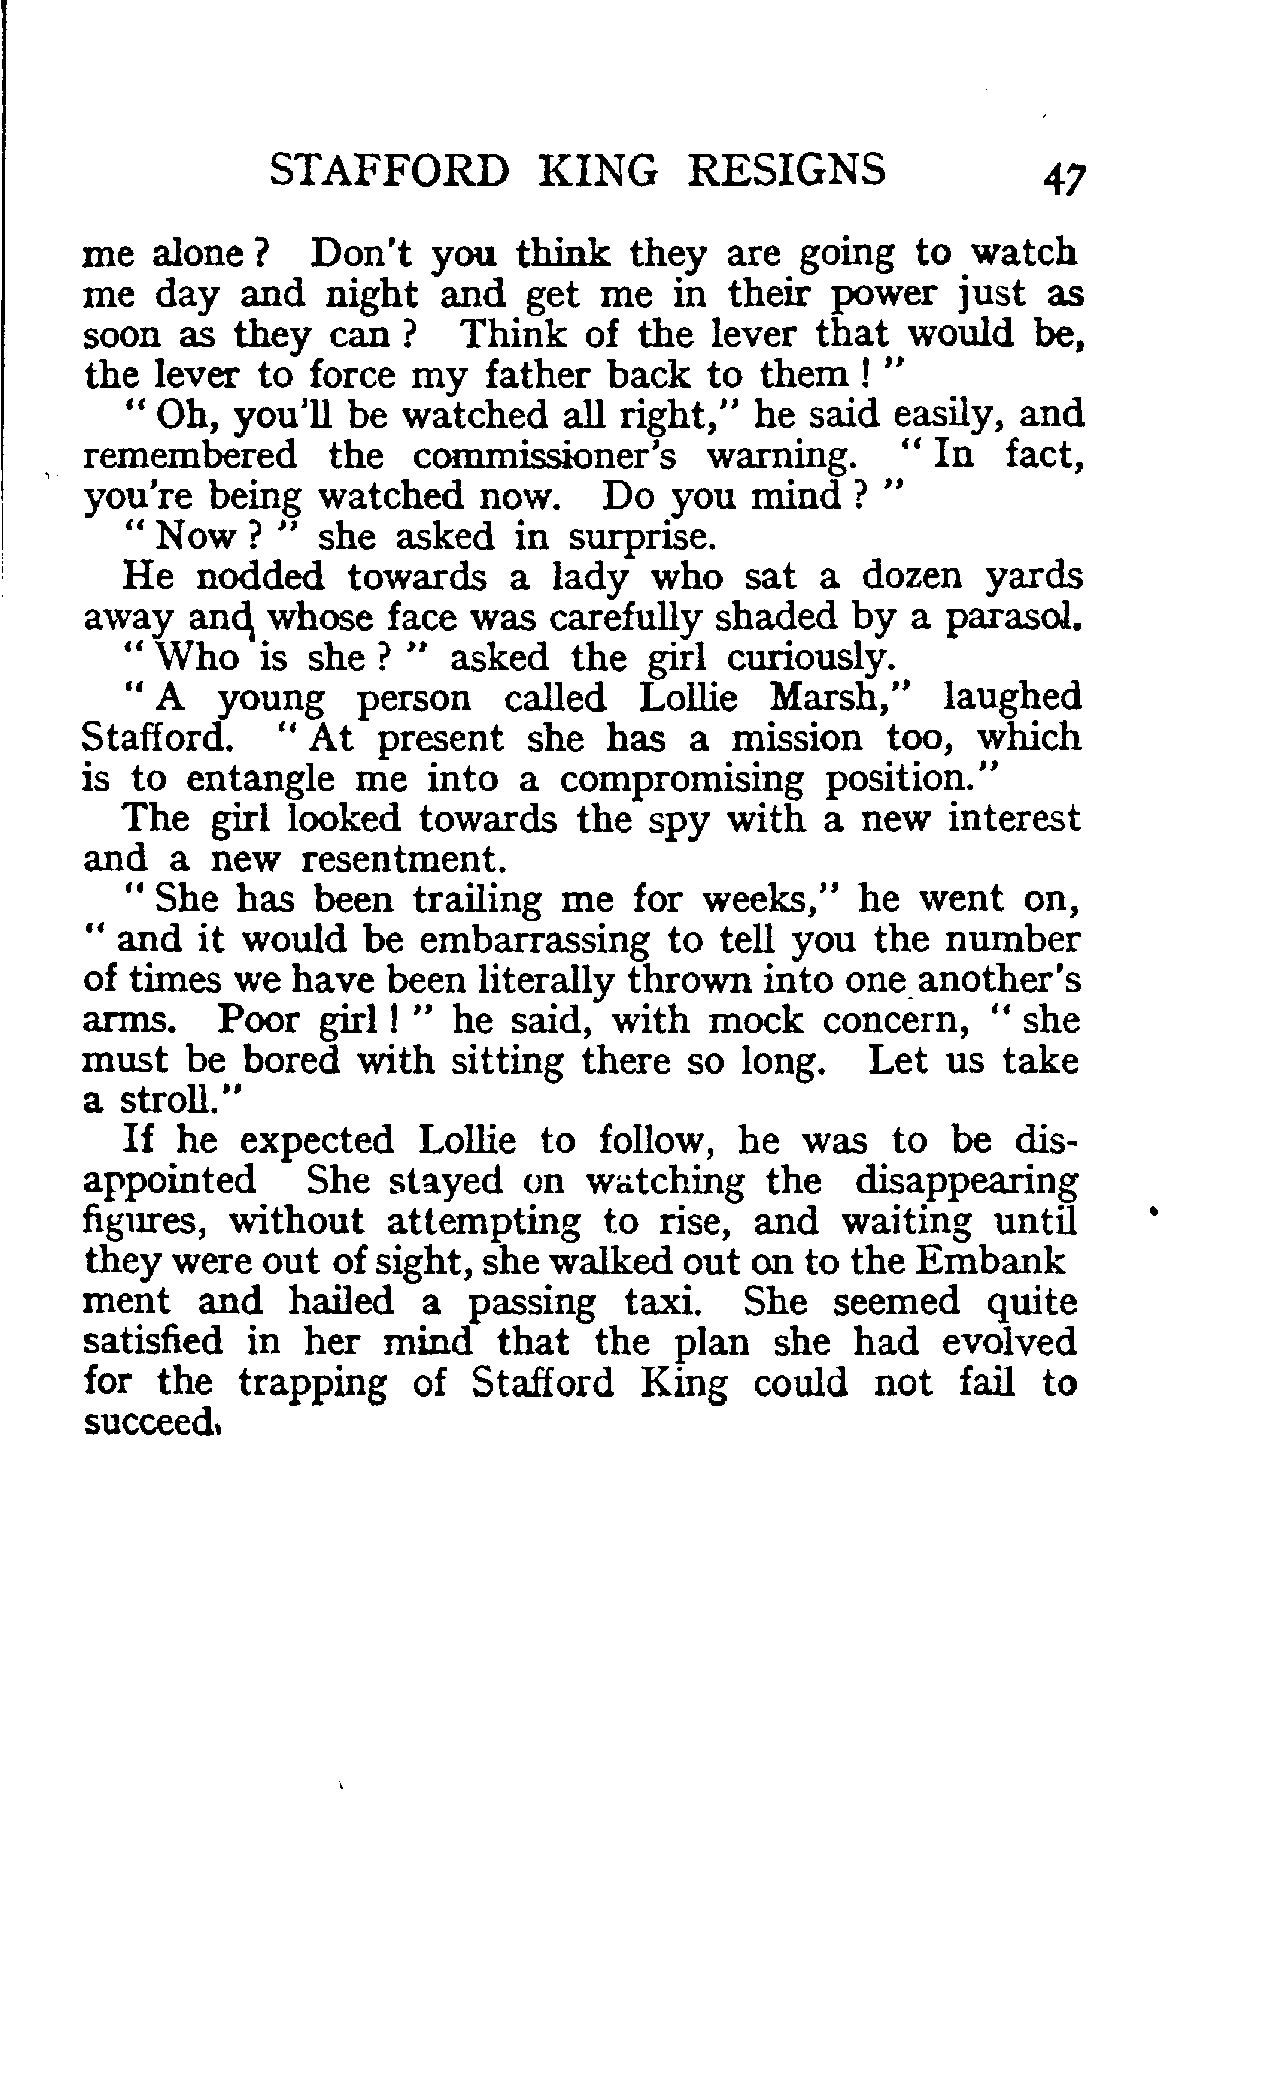 STAFFORD KING RESIGNS 47
me alone ? Don't you think they are going to watch
me day and night and get me in their power just as
soon as they can ? Think of the lever that would be,
the lever to force my father back to them ! "
" Oh, you'll be watched all right," he said easily, and
remembered the commissioner's warning. " In fact,
you're being watched now. Do you mind ? "
" Now ? " she asked in surprise.
He nodded towards a lady who sat a dozen yards
away and whose face was carefully shaded by a parasol.
" Who is she ? " asked the girl curiously.
" A young person called Lollie Marsh," laughed
Stafford. " At present she has a mission too, which
is to entangle me into a compromising position."
The girl looked towards the spy with a new interest
and a new resentment.
" She has been trailing me for weeks," he went on,
" and it would be embarrassing to tell you the number
of times we have been literally thrown into one another's
arms. Poor girl ! " he said, with mock concern, " she
must be bored with sitting there so long. Let us take
a stroll."
If he expected Lollie to follow, he was to be dis-
appointed She stayed on watching the disappearing
figures, without attempting to rise, and waiting until
they were out of sight, she walked out on to the Embank
ment and hailed a passing taxi. She seemed quite
satisfied in her mind that the plan she had evolved
for the trapping of Stafford King could not fail to
succeed.